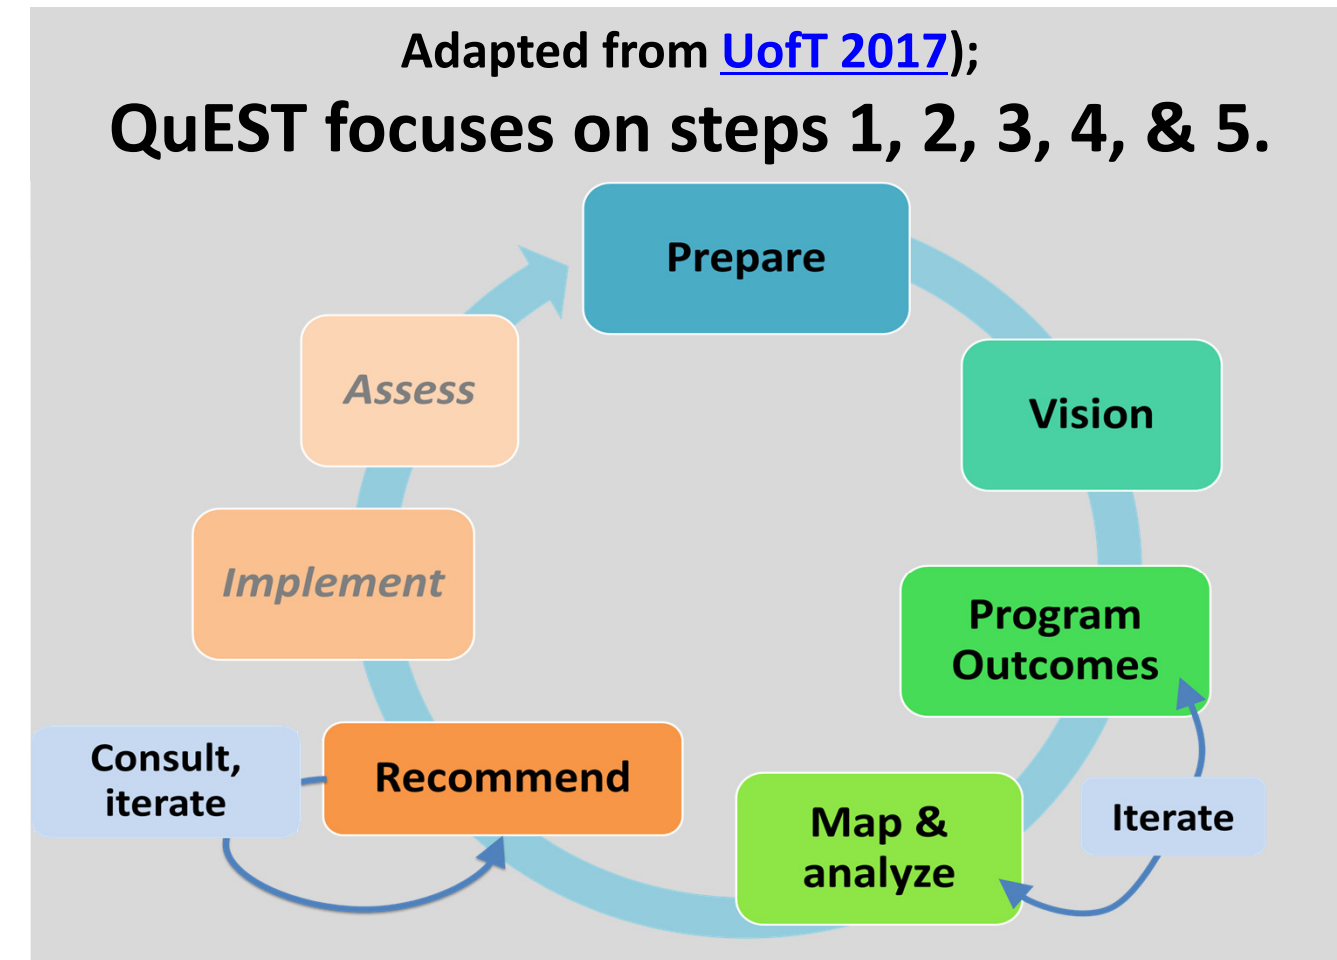 Adapted from UofT 2017);
QuEST focuses on steps 1, 2, 3, 4, & 5.
Prepare
Vision
Program
Outcomes
Iterate
Map &
analyze
Recommend
Consult,
iterate
Implement
Assess